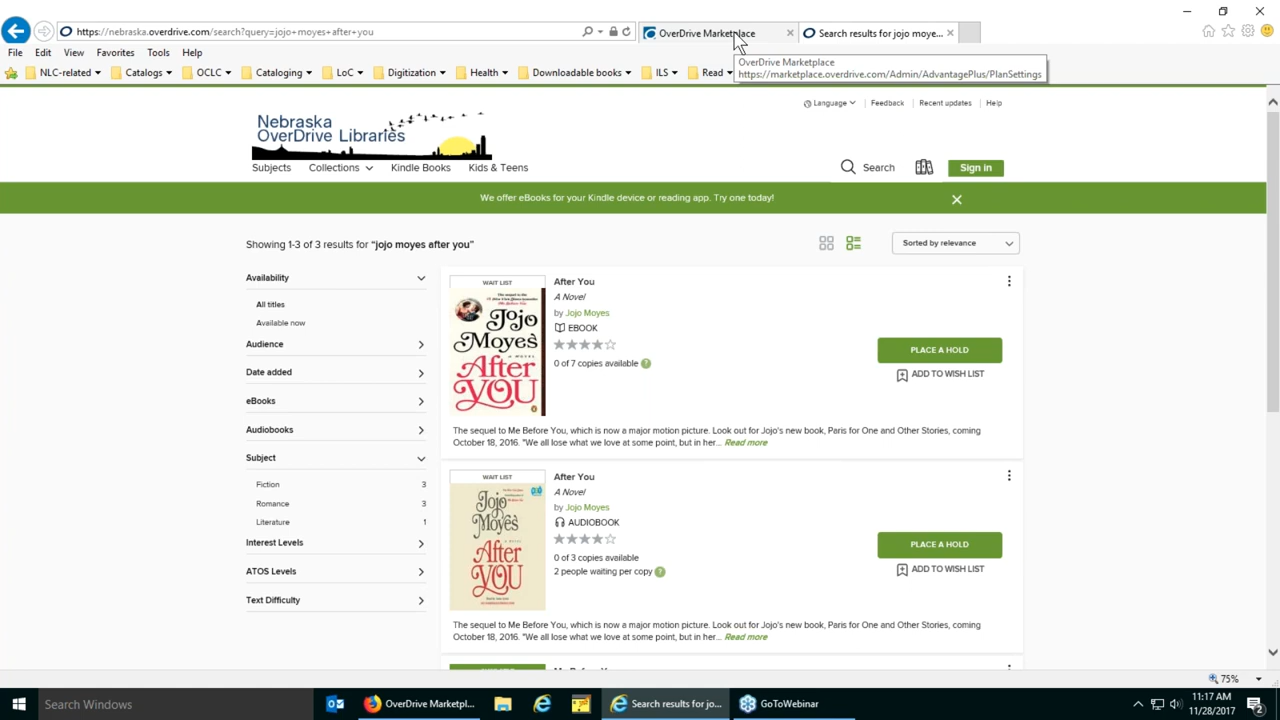 https://nebraska.overdrive.com/search?query=jojo+moyes+after+you
OverDrive Marketplace
Search results for jojo moye...
File Edit View Favorites Tools Help
OverDrive Marketplace
https://marketplace.overdrive.com/Admin/AdvantagePlus/PlanSettings
NLC-related Catalogs OCLC Cataloging LoC Digitization Health Downloadable books ILS Read
Language Feedback Recent updates Help
Nebraska
OverDrive Libraries
Subjects Collections Kindle Books Kids & Teens Search Sign in
We offer eBooks for your Kindle device or reading app. Try one today!
Showing 1-3 of 3 results for "jojo moyes after you"
Sorted by relevance
Availability
All titles
Available now
Audience
Date added
eBooks
Audiobooks
Subject
Fiction 3
Romance 3
Literature 1
Interest Levels
ATOS Levels
Text Difficulty
WAIT LIST
Jojo
Moyes
After
YOU
After You
A Novel
by Jojo Moyes
EBOOK
0 of 7 copies available ?
PLACE A HOLD
ADD TO WISH LIST
The sequel to Me Before You, which is now a major motion picture. Look out for Jojo's new book, Paris for One and Other Stories, coming
October 18, 2016. "We all lose what we love at some point, but in her... Read more
WAIT LIST
JOJO
MOYES
AFTER
YOU
After You
A Novel
by Jojo Moyes
AUDIOBOOK
0 of 3 copies available
2 people waiting per copy ?
PLACE A HOLD
ADD TO WISH LIST
The sequel to Me Before You, which is now a major motion picture. Look out for Jojo's new book, Paris for One and Other Stories, coming
October 18, 2016. "We all lose what we love at some point, but in her... Read more
75%
Search Windows
OverDrive Marketpl...
Search results for jo...
GoToWebinar
11:17 AM
11/28/2017
2